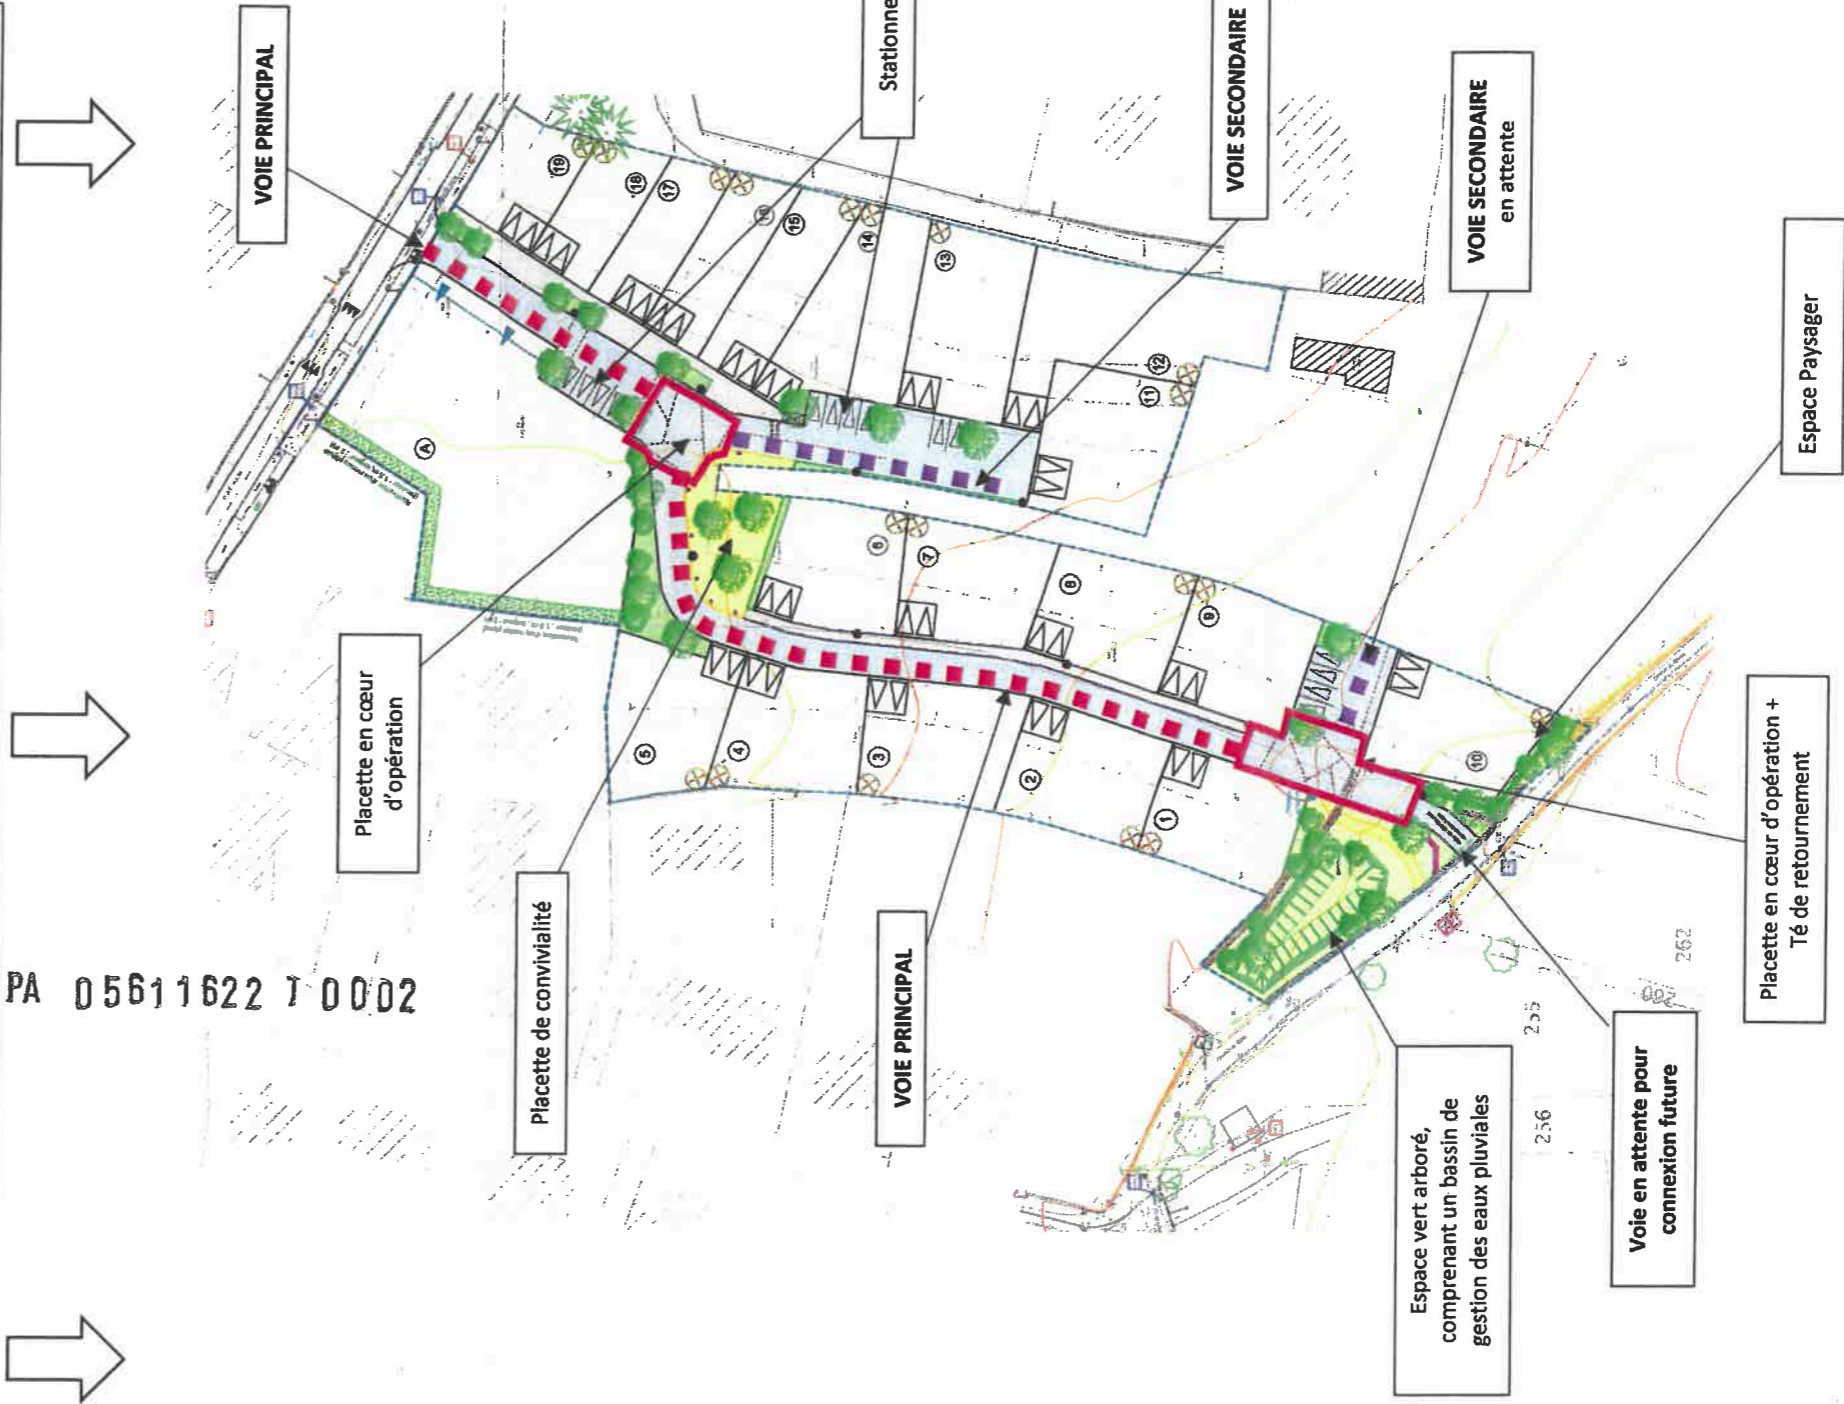 VOIE PRINCIPAL
VOIE SECONDAIRE
VOIE SECONDAIRE
en attente
Espace Paysager
Placette en cœur
d'opération
Placette de convivialité
VOIE PRINCIPAL
Placette en cœur d'opération +
Té de retournement
Espace vert arboré,
comprenant un bassin de
gestion des eaux pluviales
Voie en attente pour
connexion future
PA 05611622 T 0002
A
1
2
3
4
5
6
7
8
9
10
11
12
13
14
15
16
17
18
19
256
255
262